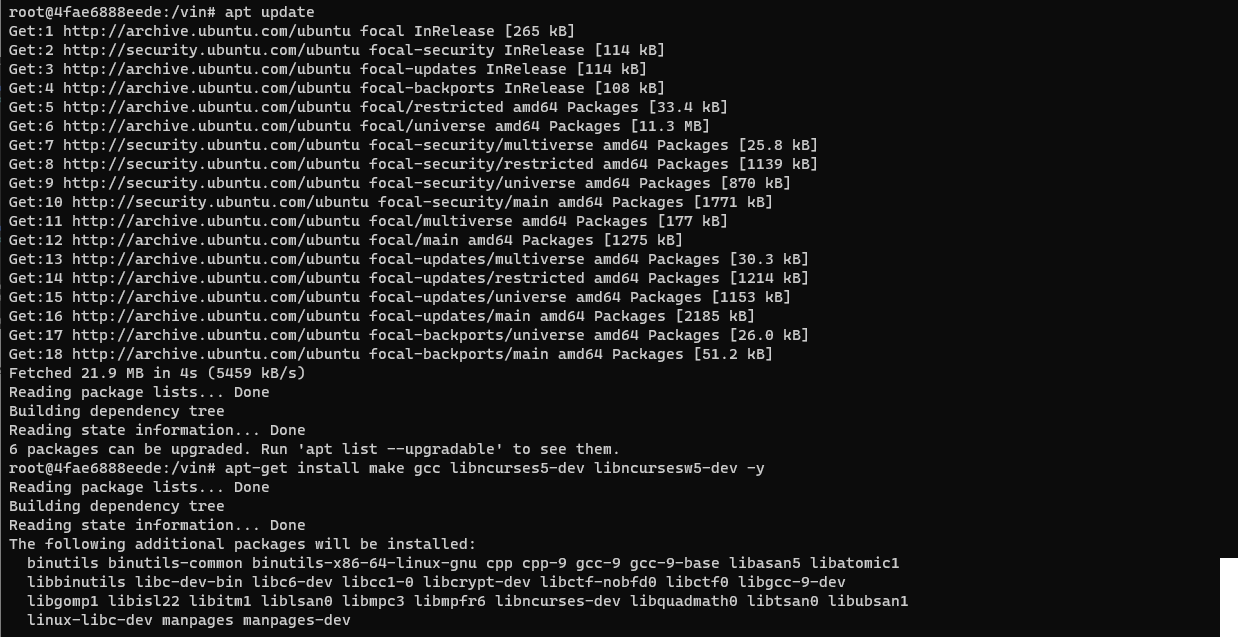 root@4fae6888eede:/vin# apt update
Get:1 http://archive.ubuntu.com/ubuntu focal InRelease [265 kB]
Get:2 http://security.ubuntu.com/ubuntu focal-security InRelease [114 kB]
Get:3 http://archive.ubuntu.com/ubuntu focal-updates InRelease [114 kB]
Get:4 http://archive.ubuntu.com/ubuntu focal-backports InRelease [108 kB]
Get:5 http://archive.ubuntu.com/ubuntu focal/restricted amd64 Packages [33.4 kB]
Get:6 http://archive.ubuntu.com/ubuntu focal/universe amd64 Packages [11.3 MB]
Get:7 http://security.ubuntu.com/ubuntu focal-security/multiverse amd64 Packages [25.8 kB]
Get:8 http://security.ubuntu.com/ubuntu focal-security/restricted amd64 Packages [1139 kB]
Get:9 http://security.ubuntu.com/ubuntu focal-security/universe amd64 Packages [870 kB]
Get:10 http://security.ubuntu.com/ubuntu focal-security/main amd64 Packages [1771 kB]
Get:11 http://archive.ubuntu.com/ubuntu focal/multiverse amd64 Packages [177 kB]
Get:12 http://archive.ubuntu.com/ubuntu focal/main amd64 Packages [1275 kB]
Get:13 http://archive.ubuntu.com/ubuntu focal-updates/multiverse amd64 Packages [30.3 kB]
Get:14 http://archive.ubuntu.com/ubuntu focal-updates/restricted amd64 Packages [1214 kB]
Get:15 http://archive.ubuntu.com/ubuntu focal-updates/universe amd64 Packages [1153 kB]
Get:16 http://archive.ubuntu.com/ubuntu focal-updates/main amd64 Packages [2185 kB]
Get:17 http://archive.ubuntu.com/ubuntu focal-backports/universe amd64 Packages [26.0 kB]
Get:18 http://archive.ubuntu.com/ubuntu focal-backports/main amd64 Packages [51.2 kB]
Fetched 21.9 MB in 4s (5459 kB/s)
Reading package lists... Done
Building dependency tree
Reading state information... Done
6 packages can be upgraded. Run 'apt list --upgradable' to see them.
root@4fae6888eede:/vin# apt-get install make gcc libncurses5-dev libncursesw5-dev -y
Reading package lists... Done
Building dependency tree
Reading state information... Done
The following additional packages will be installed:
  binutils binutils-common binutils-x86-64-linux-gnu cpp cpp-9 gcc-9 gcc-9-base libasan5 libatomic1
  libbinutils libc-dev-bin libc6-dev libcc1-0 libcrypt-dev libctf-nobfd0 libctf0 libgcc-9-dev
  libgomp1 libisl22 libitm1 liblsan0 libmpc3 libmpfr6 libncurses-dev libquadmath0 libtsan0 libubsan1
  linux-libc-dev manpages manpages-dev